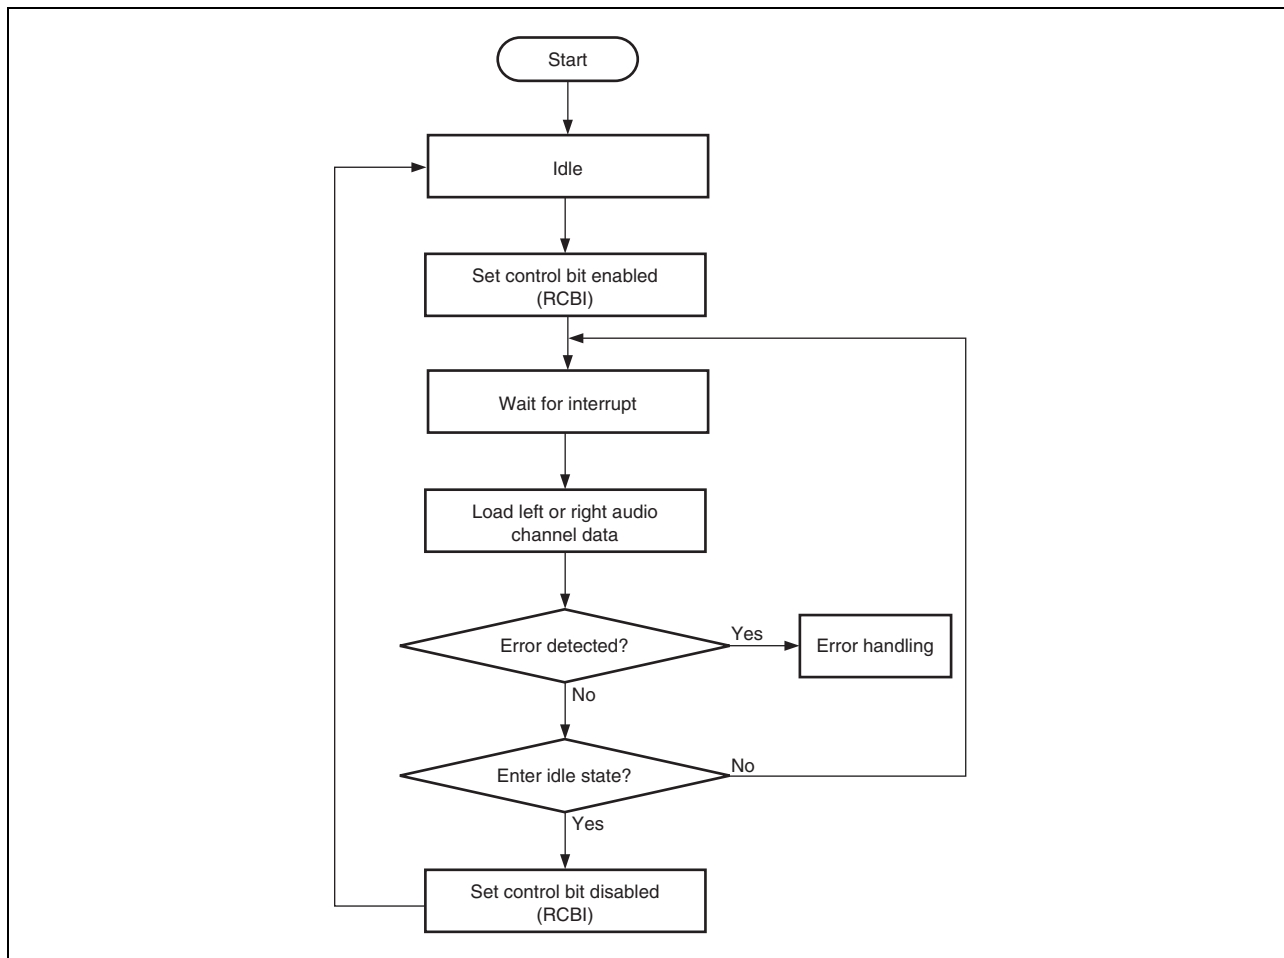 Start
Idle
Set control bit enabled
(RCBI)
Wait for interrupt
Load left or right audio
channel data
Error detected?
Yes
Error handling
No
Enter idle state?
No
Yes
Set control bit disabled
(RCBI)